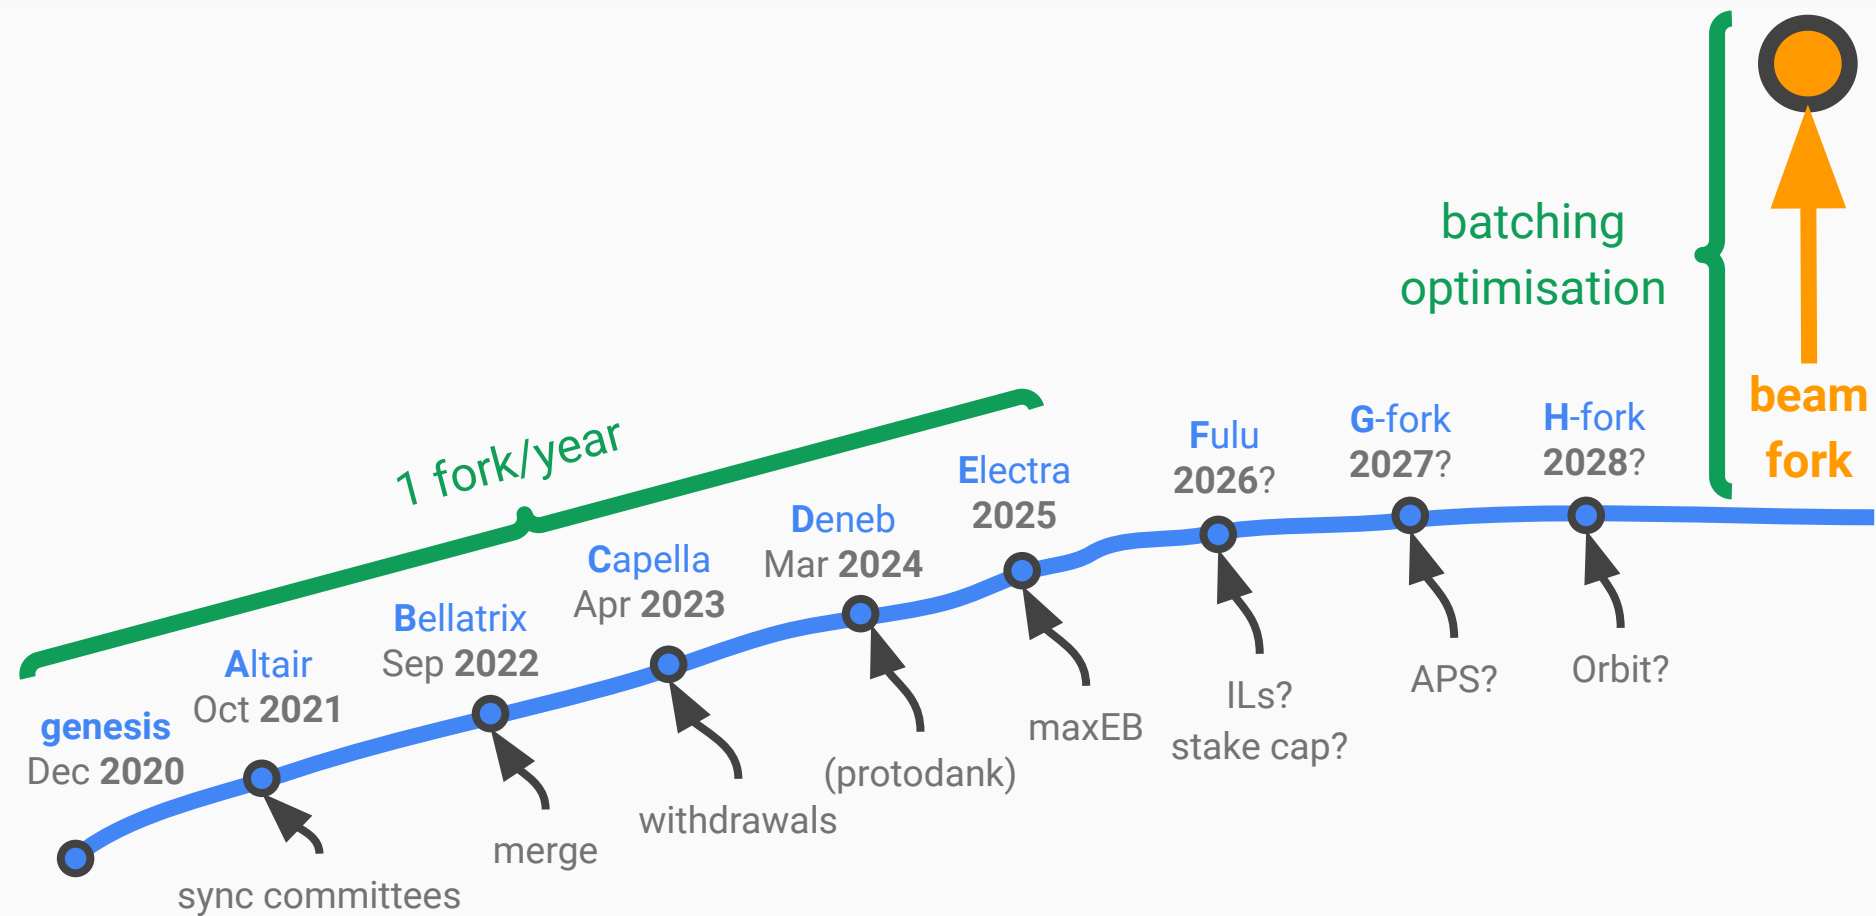 genesis
Dec 2020
Altair
Oct 2021
sync committees
Bellatrix
Sep 2022
merge
Capella
Apr 2023
withdrawals
Deneb
Mar 2024
(protodank)
Electra
2025
maxEB
1 fork/year
Fulu
2026?
ILs?
stake cap?
G-fork
2027?
APS?
H-fork
2028?
Orbit?
batching
optimisation
beam
fork